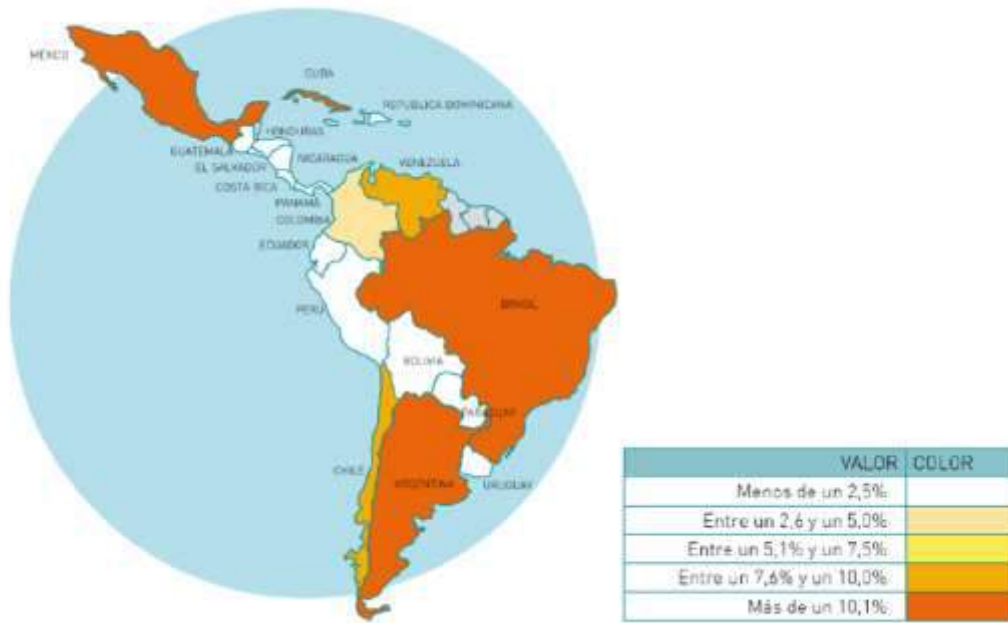 MÉXICO
CUBA
REPUBLICA DOMINICANA
HONDURAS
GUATEMALA
NICARAGUA
EL SALVADOR
VENEZUELA
COSTA RICA
PANAMÁ
COLOMBIA
ECUADOR
BRASIL
PERU
BOLIVIA
PARAGUAY
CHILE
ARGENTINA
URUGUAY
VALOR COLOR
Menos de un 2,5%
Entre un 2,6 y un 5,0%
Entre un 5,1% y un 7,5%
Entre un 7,6% y un 10,0%
Más de un 10,1%